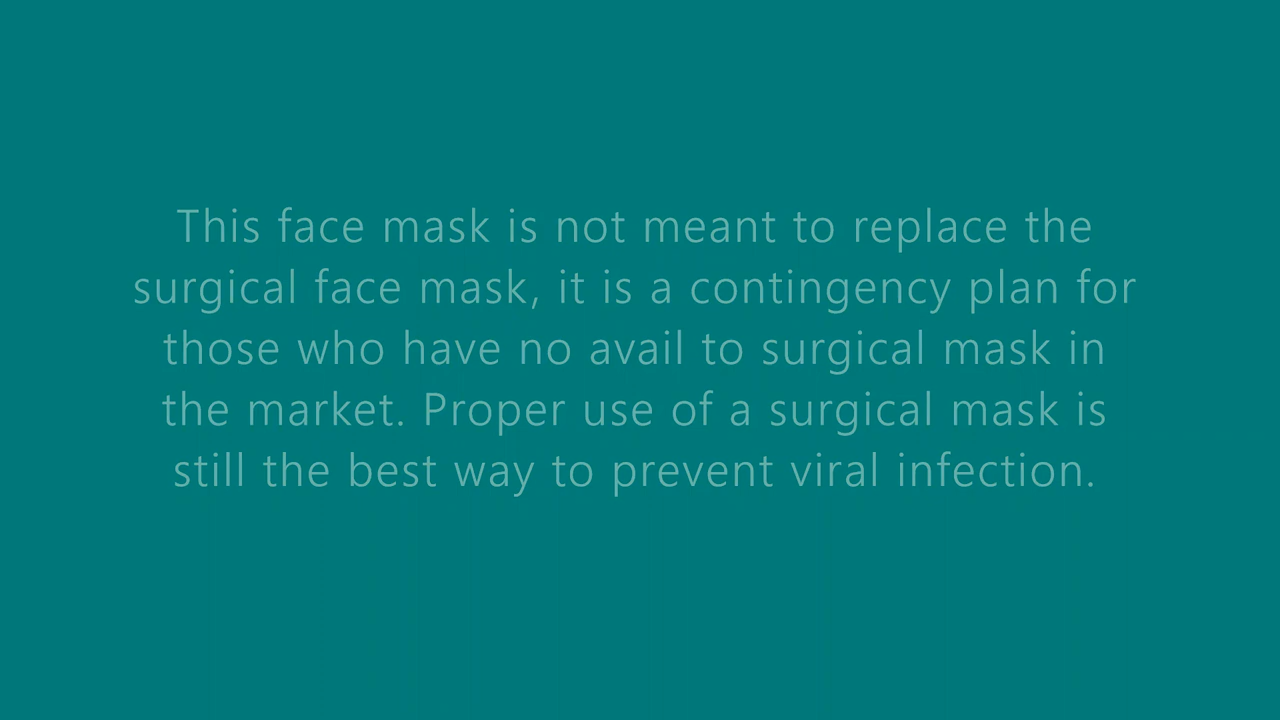 This face mask is not meant to replace the
surgical face mask, it is a contingency plan for
those who have no avail to surgical mask in
the market. Proper use of a surgical mask is
still the best way to prevent viral infection.